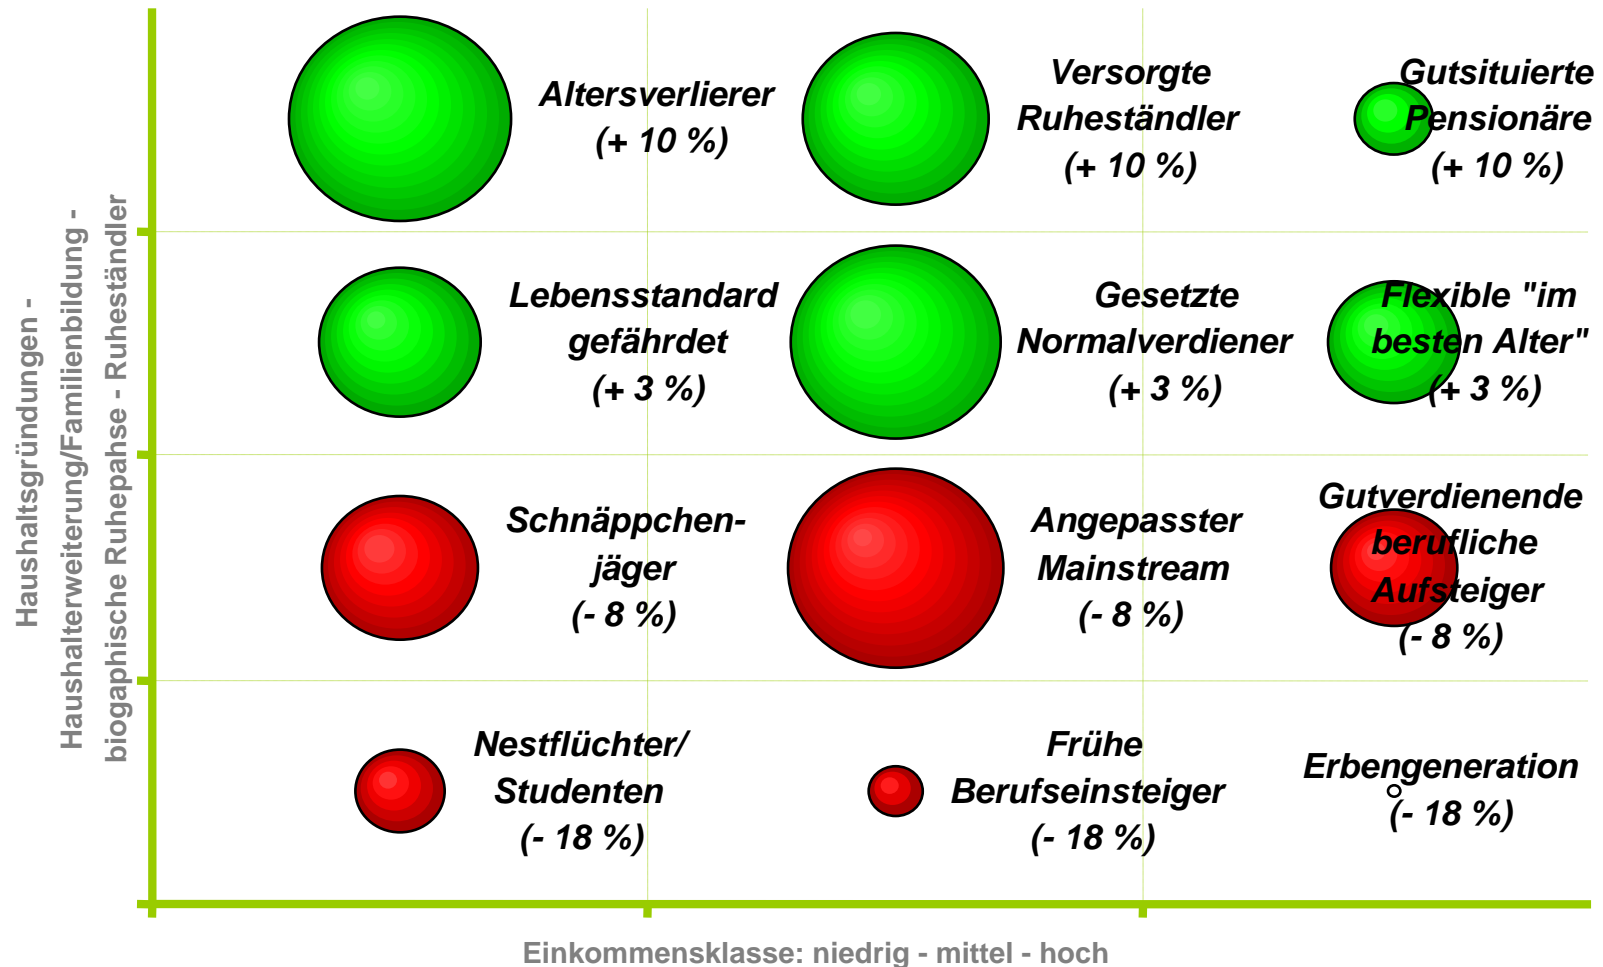 Haushaltsgründungen -
Haushalterweiterung/Familienbildung -
biogaphische Ruhepahse - Ruheständler
Altersverlierer
(+ 10 %)
Versorgte
Ruheständler
(+ 10 %)
Gutsituierte
Pensionäre
(+ 10 %)
Lebensstandard
gefährdet
(+ 3 %)
Gesetzte
Normalverdiener
(+ 3 %)
Flexible "im
besten Alter"
(+ 3 %)
Schnäppchen-
jäger
(- 8 %)
Angepasster
Mainstream
(- 8 %)
Gutverdienende
berufliche
Aufsteiger
(- 8 %)
Nestflüchter/
Studenten
(- 18 %)
Frühe
Berufseinsteiger
(- 18 %)
Erbengeneration
(- 18 %)
Einkommensklasse: niedrig - mittel - hoch